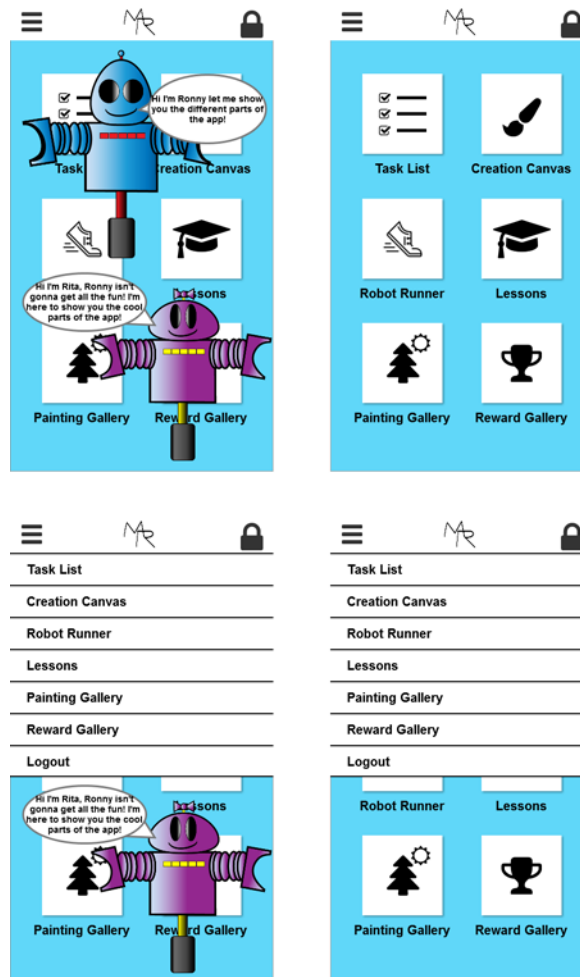 MAR
MAR
Hi I'm Ronny let me show
you the different parts of
the app!
Task
Creation Canvas
Task List
Creation Canvas
Lessons
Robot Runner
Lessons
Hi I'm Rita, Ronny isn't
gonna get all the fun! I'm
here to show you the cool
parts of the app!
Painting Gallery
Reward Gallery
Painting Gallery
Reward Gallery
MAR
MAR
Task List
Creation Canvas
Robot Runner
Lessons
Painting Gallery
Reward Gallery
Logout
Task List
Creation Canvas
Robot Runner
Lessons
Painting Gallery
Reward Gallery
Logout
Hi I'm Rita, Ronny isn't
gonna get all the fun! I'm
here to show you the cool
parts of the app!
Lessons
Robot Runner
Lessons
Painting Gallery
Reward Gallery
Painting Gallery
Reward Gallery